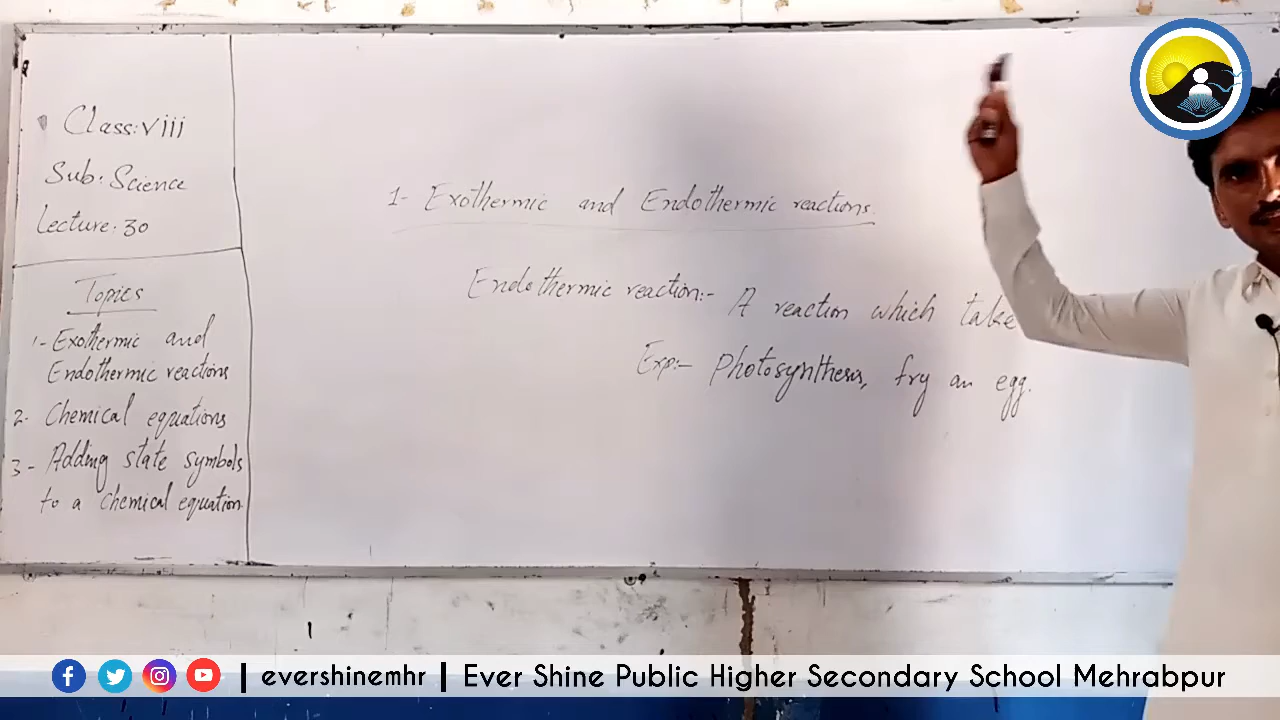 Class: viii
Sub: Science
Lecture: 30
Topics
1- Exothermic and
Endothermic reactions
2- Chemical equations
3- Adding state symbols
to a chemical equation
1- Exothermic and Endothermic reactions.
Endothermic reaction:- A reaction which take
Exp:- Photosynthesis, fry an egg.
| evershinemhr | Ever Shine Public Higher Secondary School Mehrabpur